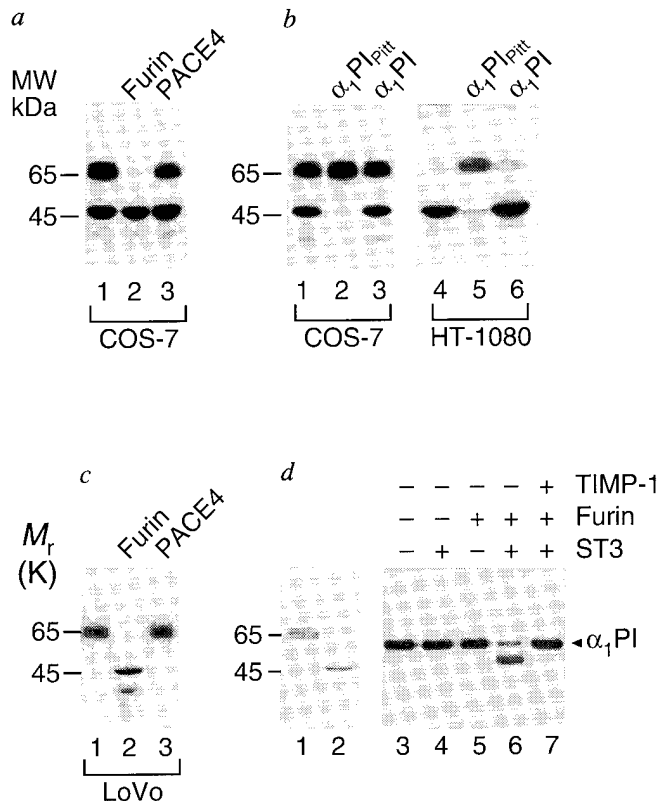 a
b
MW
kDa
Furin
PACE4
α₁PIPitt
α₁PI
α₁PIPitt
α₁PI
65
45
65
45
1 2 3
1 2 3
4 5 6
COS-7
COS-7
HT-1080
c
d
Mr
(K)
Furin
PACE4
– – – – + TIMP-1
– – + + + Furin
– + – + + ST3
65
45
65
45
α₁PI
1 2 3
1 2
3 4 5 6 7
LoVo